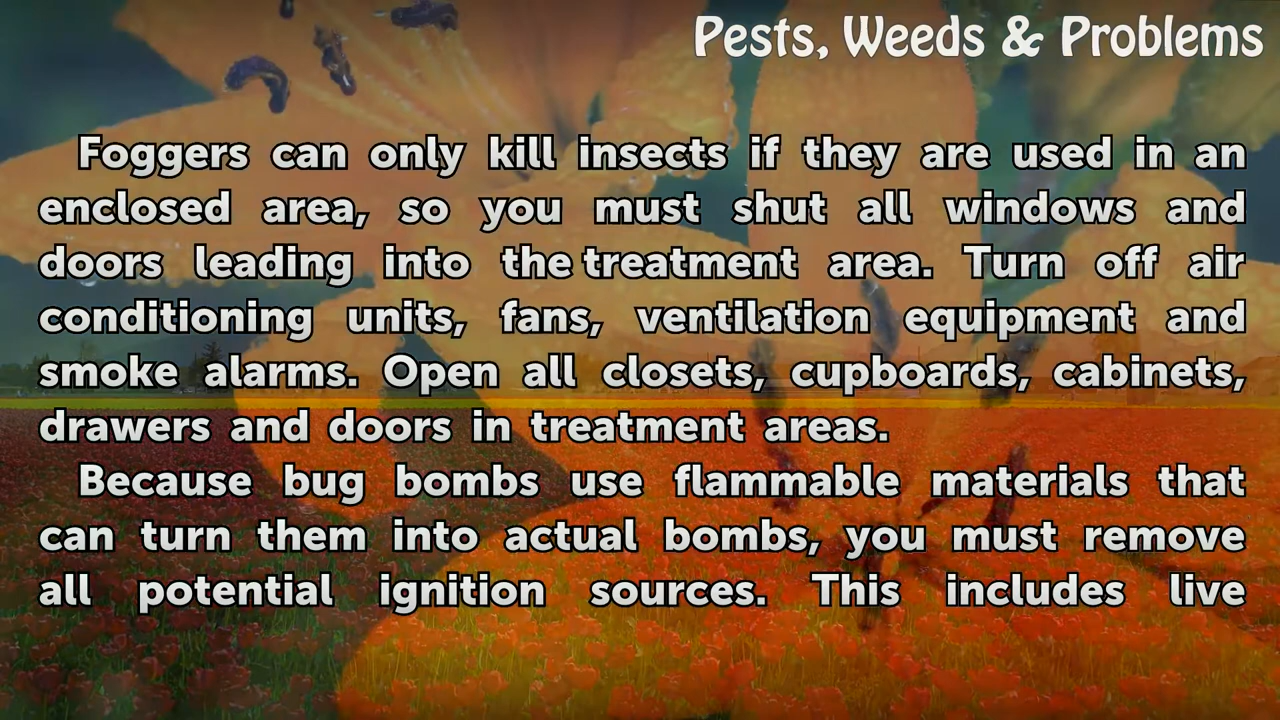 Pests, Weeds & Problems
Foggers can only kill insects if they are used in an
enclosed area, so you must shut all windows and
doors leading into the treatment area. Turn off air
conditioning units, fans, ventilation equipment and
smoke alarms. Open all closets, cupboards, cabinets,
drawers and doors in treatment areas.
Because bug bombs use flammable materials that
can turn them into actual bombs, you must remove
all potential ignition sources. This includes live